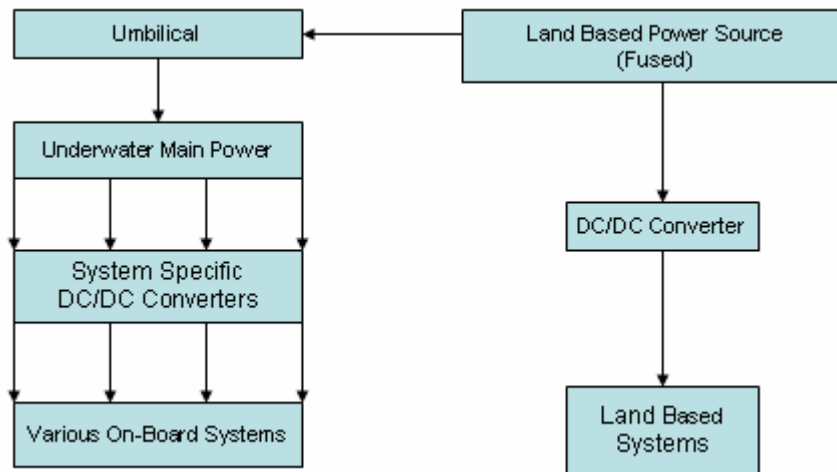 Umbilical
Land Based Power Source
(Fused)
Underwater Main Power
DC/DC Converter
System Specific
DC/DC Converters
Various On-Board Systems
Land Based
Systems